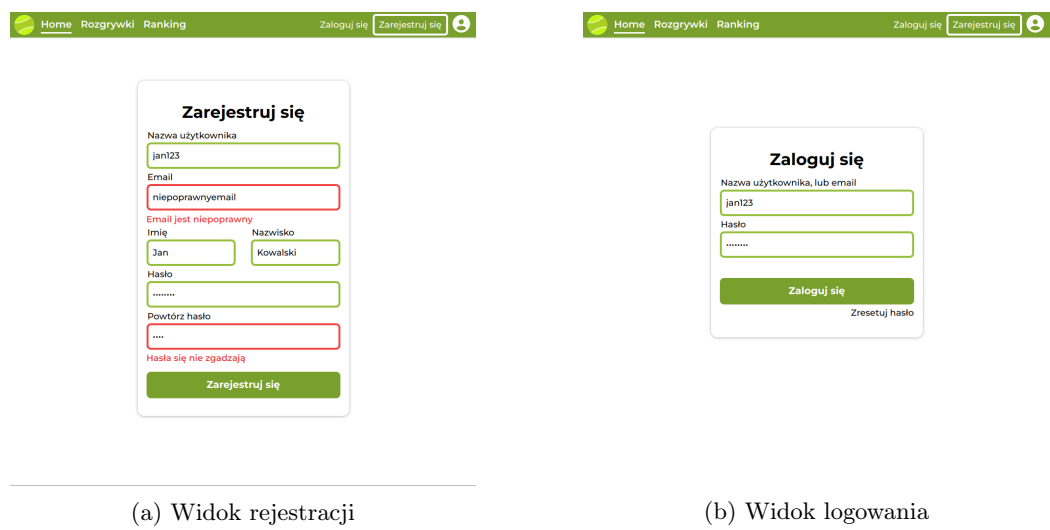 Home Rozgrywki Ranking Zaloguj się Zarejestruj się
Zarejestruj się
Nazwa użytkownika
jan123
Email
niepoprawnyemail
Email jest niepoprawny
Imię Nazwisko
Jan Kowalski
Hasło
........
Powtórz hasło
....
Hasła się nie zgadzają
Zarejestruj się
(a) Widok rejestracji
Home Rozgrywki Ranking Zaloguj się Zarejestruj się
Zaloguj się
Nazwa użytkownika, lub email
jan123
Hasło
........
Zaloguj się
Zresetuj hasło
(b) Widok logowania